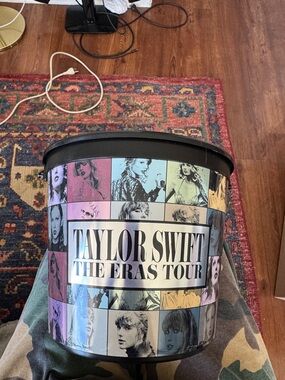 TAYLOR SWIFT
THE ERAS TOUR